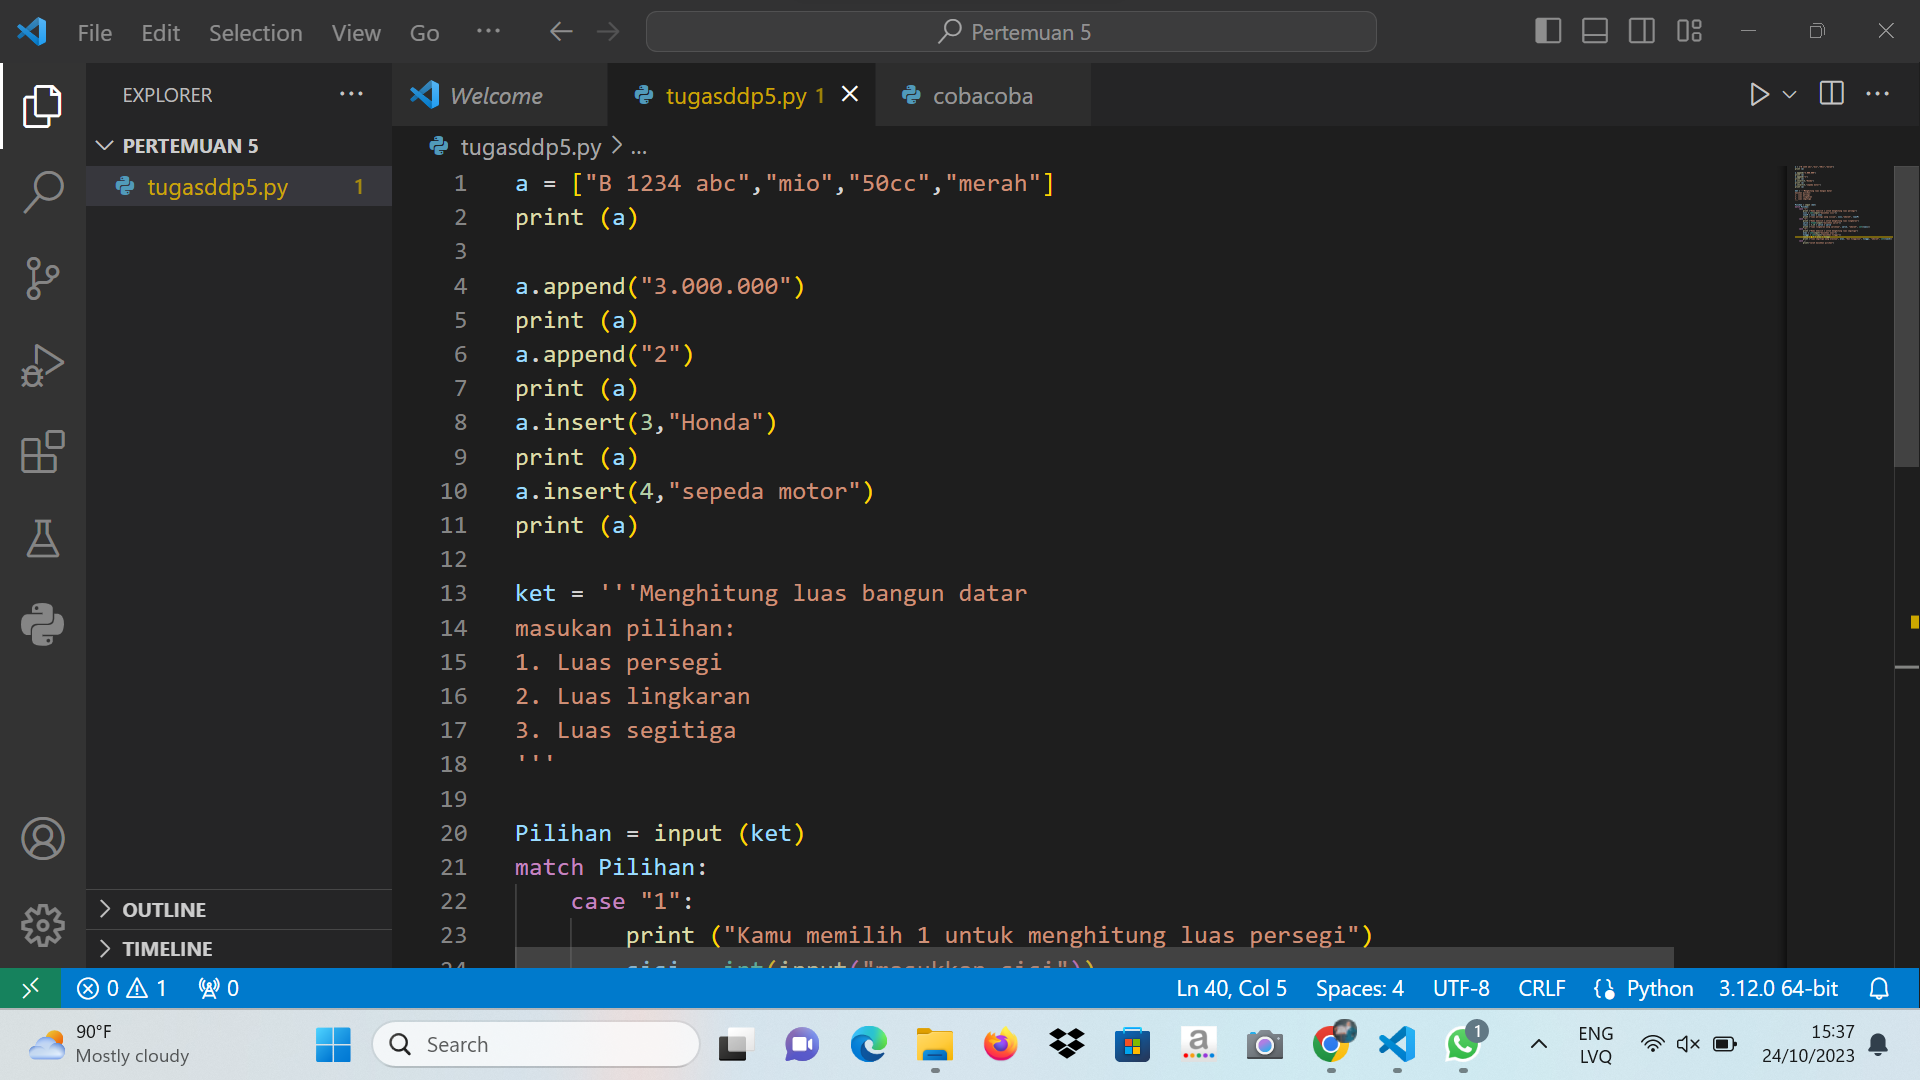 File Edit Selection View Go ···
Pertemuan 5
EXPLORER ···
Welcome
tugasddp5.py 1
cobacoba
PERTEMUAN 5
tugasddp5.py 1
tugasddp5.py > ...
1 a = ["B 1234 abc","mio","50cc","merah"]
2 print (a)
3
4 a.append("3.000.000")
5 print (a)
6 a.append("2")
7 print (a)
8 a.insert(3,"Honda")
9 print (a)
10 a.insert(4,"sepeda motor")
11 print (a)
12
13 ket = '''Menghitung luas bangun datar
14 masukan pilihan:
15 1. Luas persegi
16 2. Luas lingkaran
17 3. Luas segitiga
18 '''
19
20 Pilihan = input (ket)
21 match Pilihan:
22 case "1":
23 print ("Kamu memilih 1 untuk menghitung luas persegi")
OUTLINE
TIMELINE
0 1 0
Ln 40, Col 5 Spaces: 4 UTF-8 CRLF Python 3.12.0 64-bit
90°F
Mostly cloudy
Search
a
1
ENG
LVQ
15:37
24/10/2023